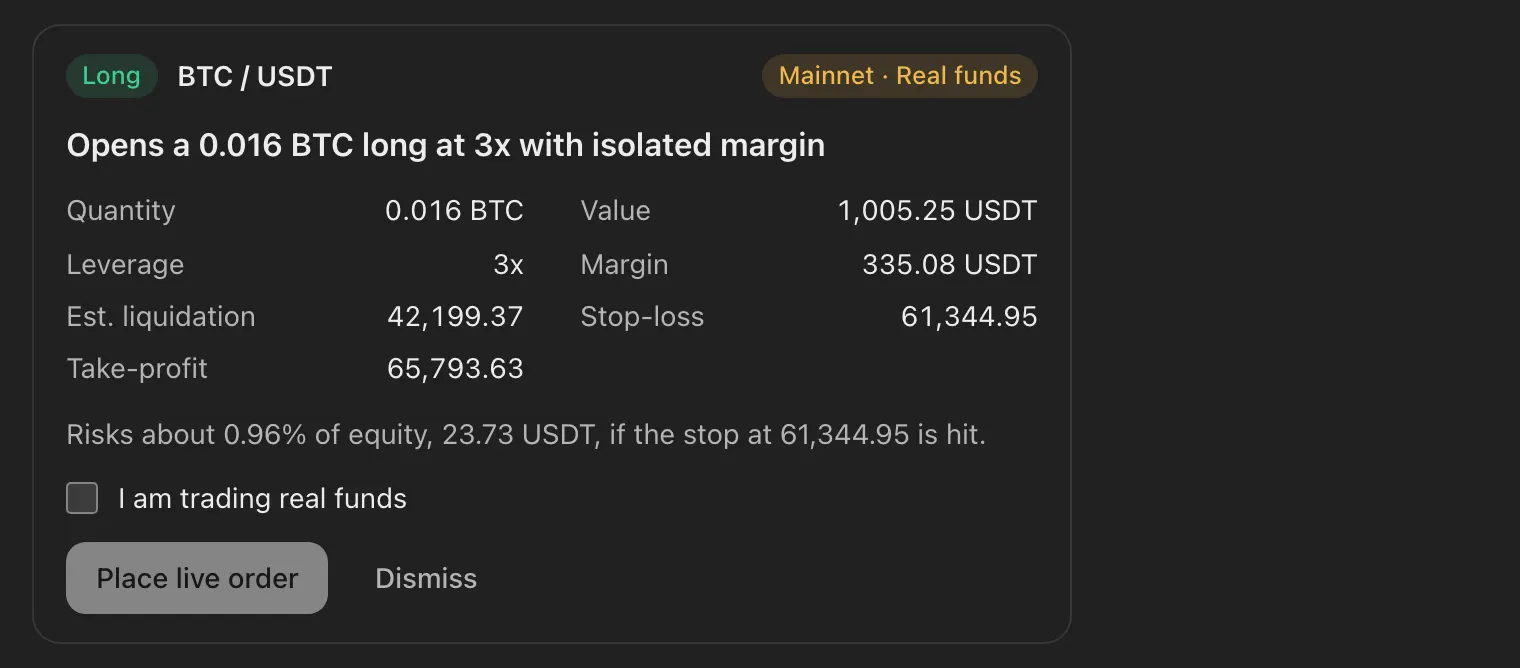 Long BTC / USDT Mainnet · Real funds
Opens a 0.016 BTC long at 3x with isolated margin
Quantity 0.016 BTC Value 1,005.25 USDT
Leverage 3x Margin 335.08 USDT
Est. liquidation 42,199.37 Stop-loss 61,344.95
Take-profit 65,793.63
Risks about 0.96% of equity, 23.73 USDT, if the stop at 61,344.95 is hit.
I am trading real funds
Place live order Dismiss